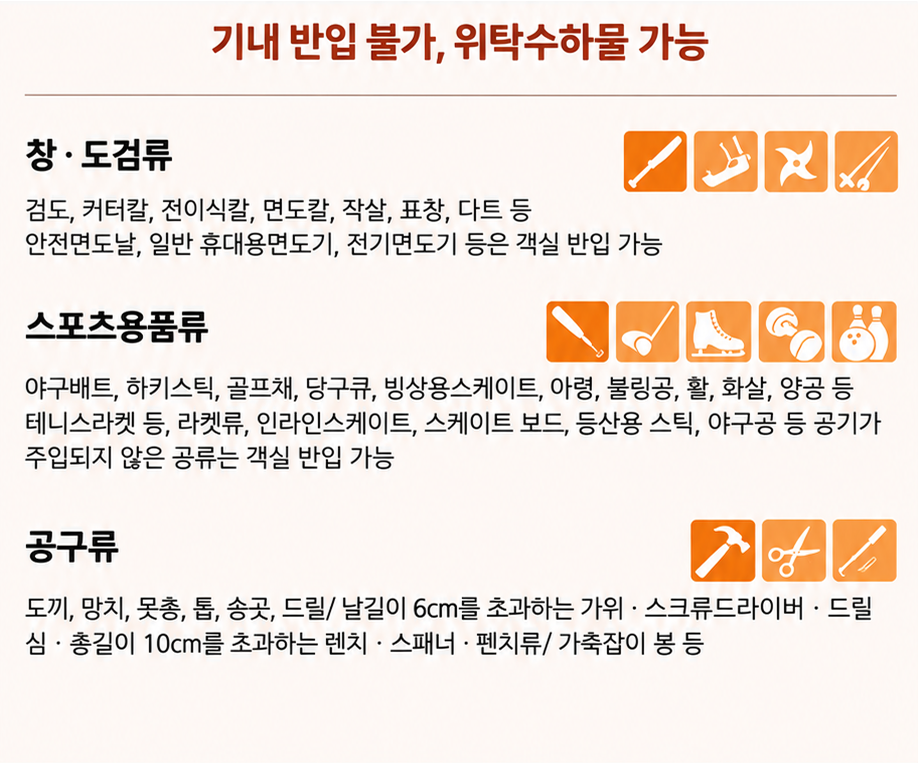 기내 반입 불가, 위탁수하물 가능
창 · 도검류
검도, 커터칼, 전이식칼, 면도칼, 작살, 표창, 다트 등
안전면도날, 일반 휴대용면도기, 전기면도기 등은 객실 반입 가능
스포츠용품류
야구배트, 하키스틱, 골프채, 당구큐, 빙상용스케이트, 아령, 불링공, 활, 화살, 양공 등
테니스라켓 등, 라켓류, 인라인스케이트, 스케이트 보드, 등산용 스틱, 야구공 등 공기가
주입되지 않은 공류는 객실 반입 가능
공구류
도끼, 망치, 못총, 톱, 송곳, 드릴/ 날길이 6cm를 초과하는 가위 · 스크류드라이버 · 드릴
심 · 총길이 10cm를 초과하는 렌치 · 스패너 · 펜치류/ 가축잡이 봉 등